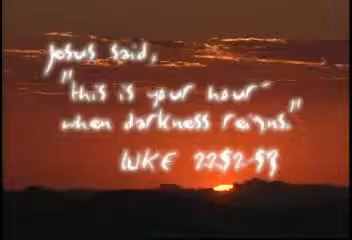 Jesus said,
"this is your hour-
when darkness reigns."
LUKE 22:52-53